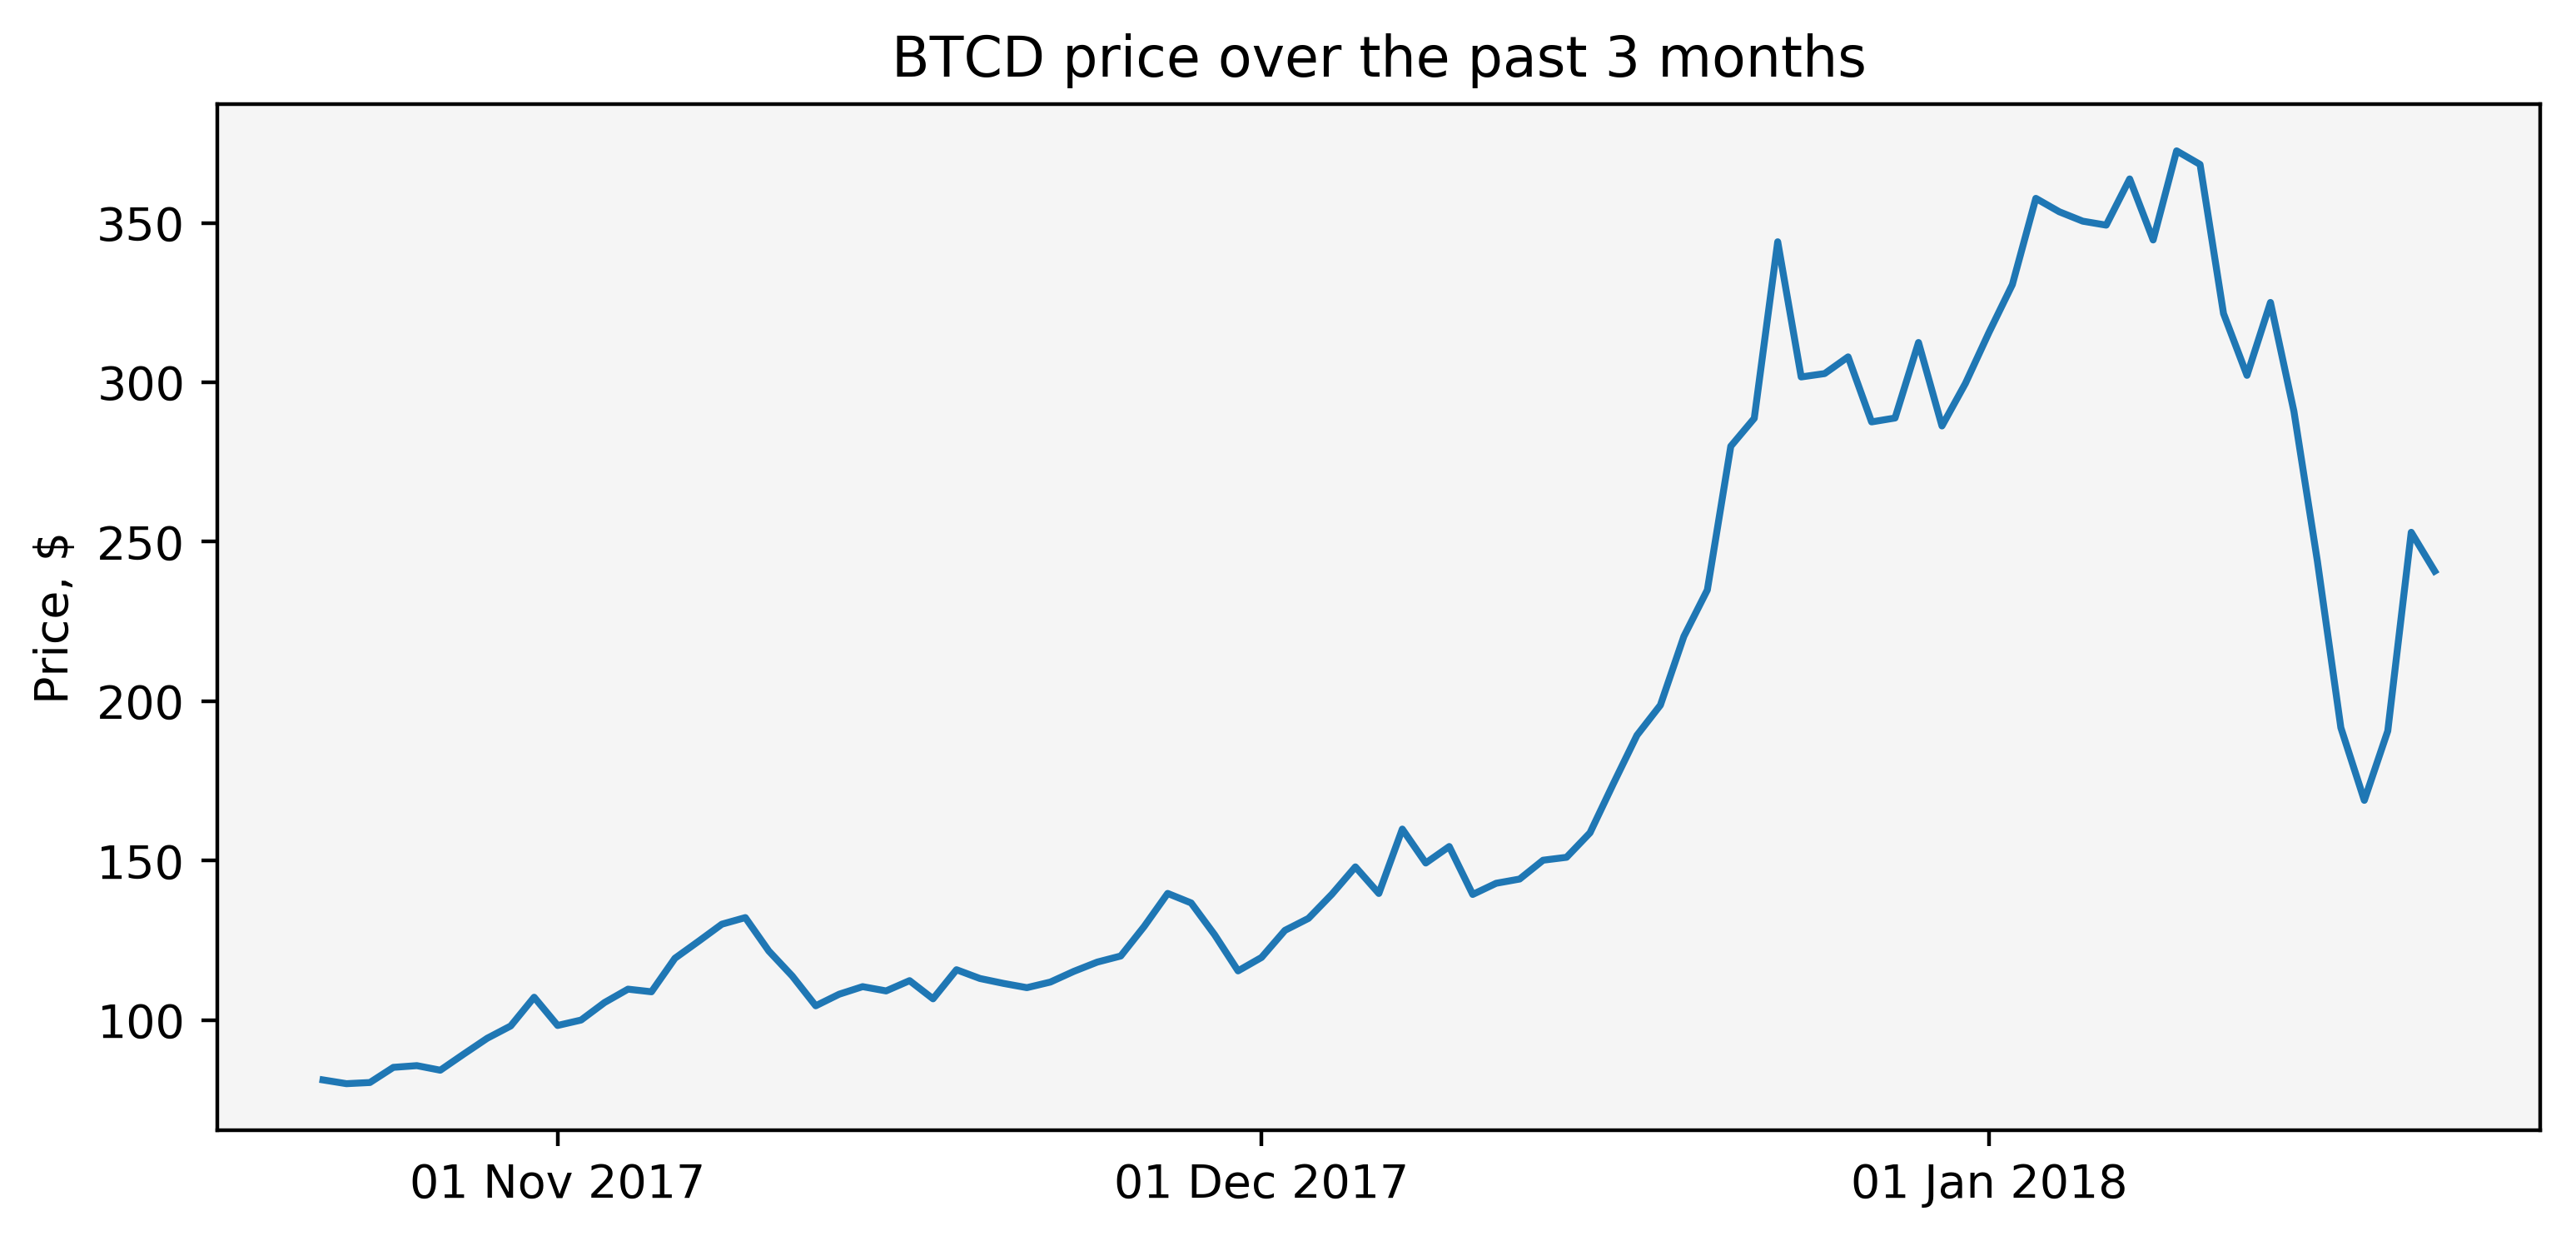 BTCD price over the past 3 months
Price, $
350
300
250
200
150
100
01 Nov 2017
01 Dec 2017
01 Jan 2018